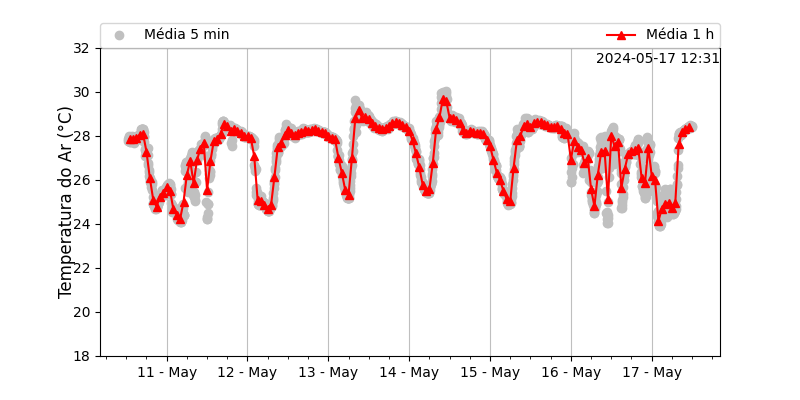 Média 5 min
Média 1 h
2024-05-17 12:31
Temperatura do Ar (°C)
32
30
28
26
24
22
20
18
11 - May
12 - May
13 - May
14 - May
15 - May
16 - May
17 - May